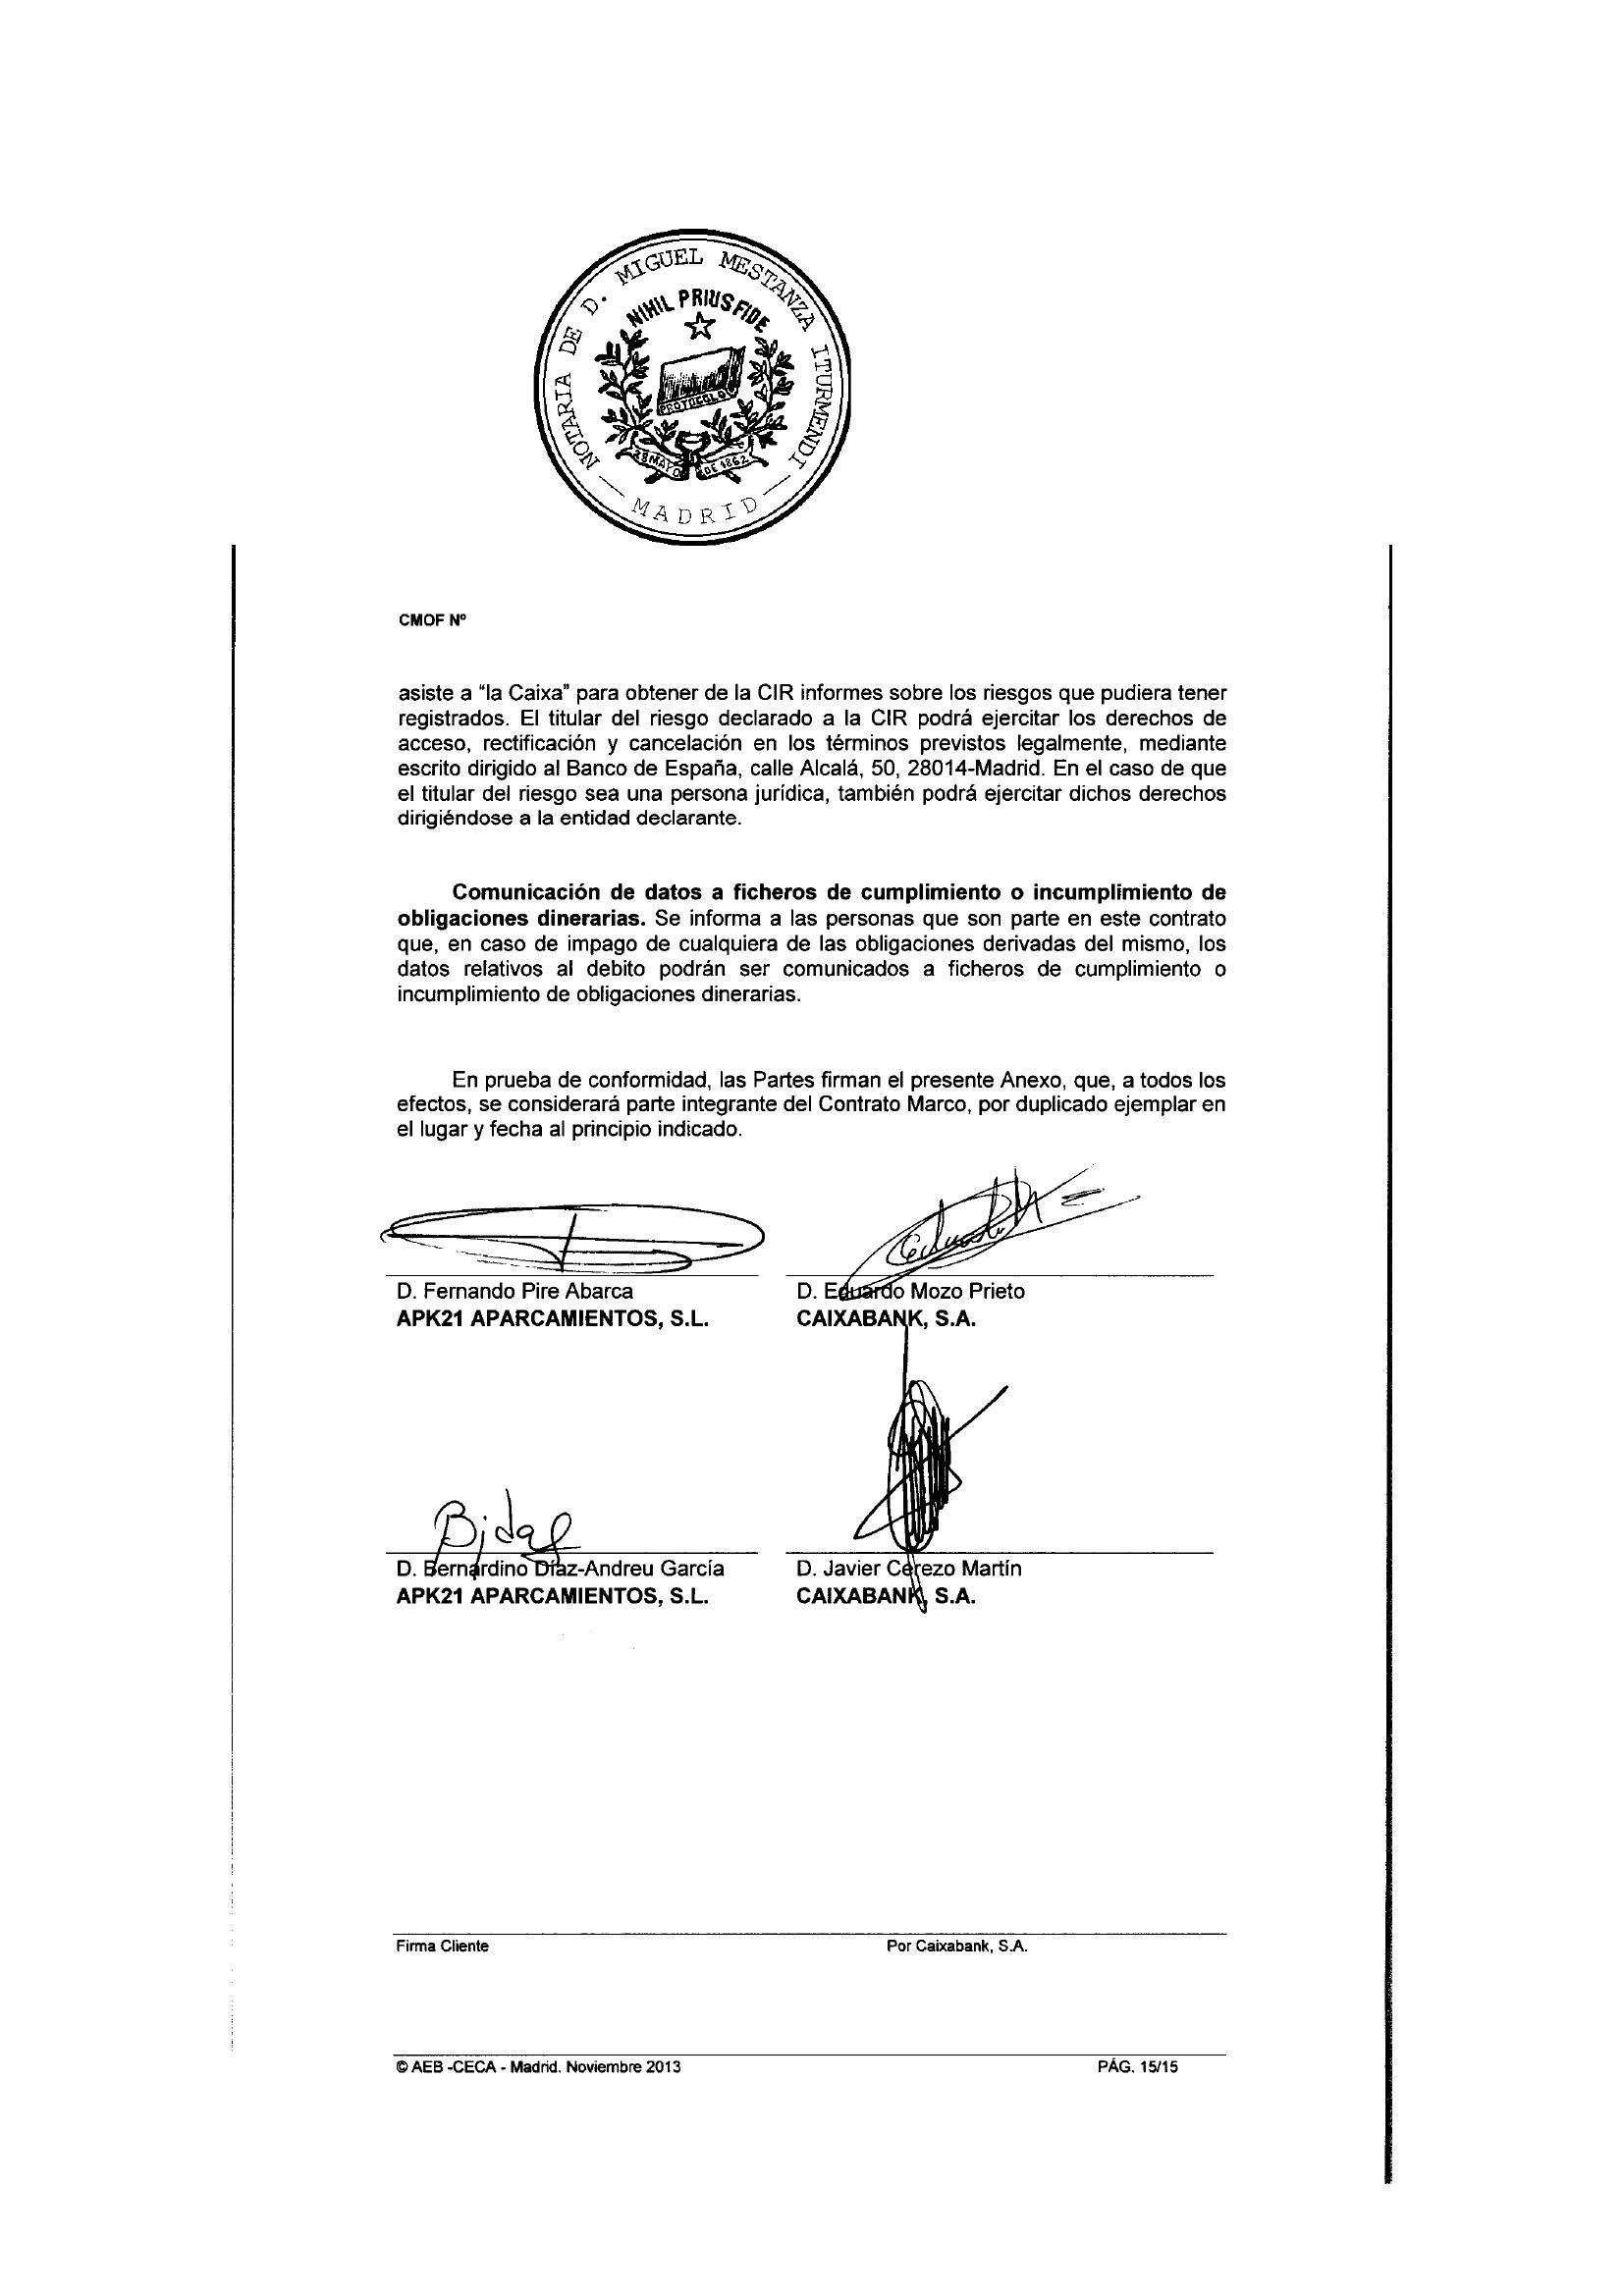 NOTARIA DE D. MIGUEL MESTANZA ITURMENDI
NIHIL PRIUS FIDE
PROTOCOLO
28 MAYO DE 1862
MADRID
CMOF Nº
asiste a “la Caixa” para obtener de la CIR informes sobre los riesgos que pudiera tener
registrados. El titular del riesgo declarado a la CIR podrá ejercitar los derechos de
acceso, rectificación y cancelación en los términos previstos legalmente, mediante
escrito dirigido al Banco de España, calle Alcalá, 50, 28014-Madrid. En el caso de que
el titular del riesgo sea una persona jurídica, también podrá ejercitar dichos derechos
dirigiéndose a la entidad declarante.
Comunicación de datos a ficheros de cumplimiento o incumplimiento de
obligaciones dinerarias. Se informa a las personas que son parte en este contrato
que, en caso de impago de cualquiera de las obligaciones derivadas del mismo, los
datos relativos al debito podrán ser comunicados a ficheros de cumplimiento o
incumplimiento de obligaciones dinerarias.
En prueba de conformidad, las Partes firman el presente Anexo, que, a todos los
efectos, se considerará parte integrante del Contrato Marco, por duplicado ejemplar en
el lugar y fecha al principio indicado.
D. Fernando Pire Abarca
APK21 APARCAMIENTOS, S.L.
D. Eduardo Mozo Prieto
CAIXABANK, S.A.
D. Bernardino Díaz-Andreu García
APK21 APARCAMIENTOS, S.L.
D. Javier Cerezo Martín
CAIXABANK, S.A.
Firma Cliente
Por Caixabank, S.A.
© AEB -CECA - Madrid. Noviembre 2013
PÁG. 15/15